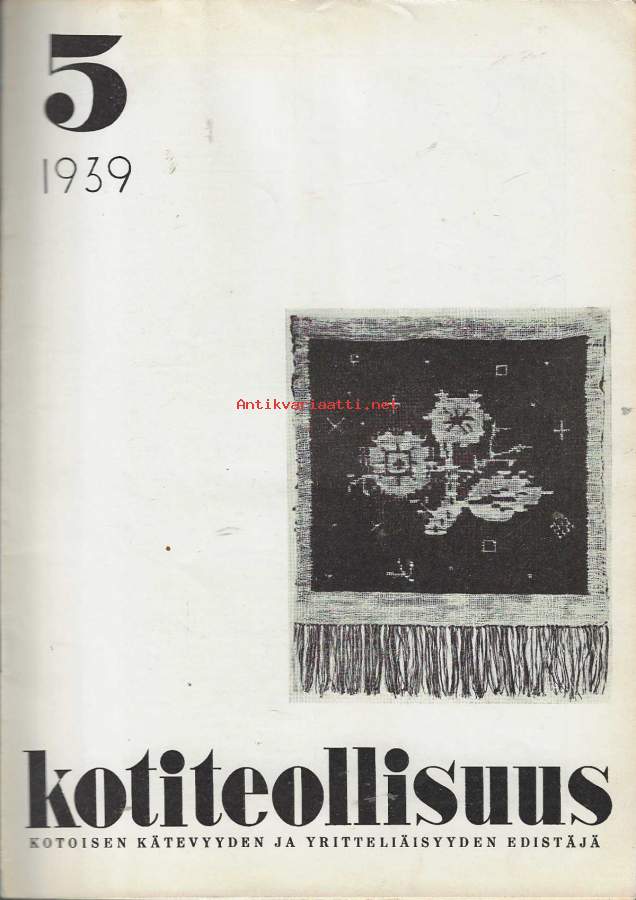 5
1939
Antikvariaatti.net
kotiteollisuus
KOTOISEN KÄTEVYYDEN JA YRITTELIÄISYYDEN EDISTÄJÄ